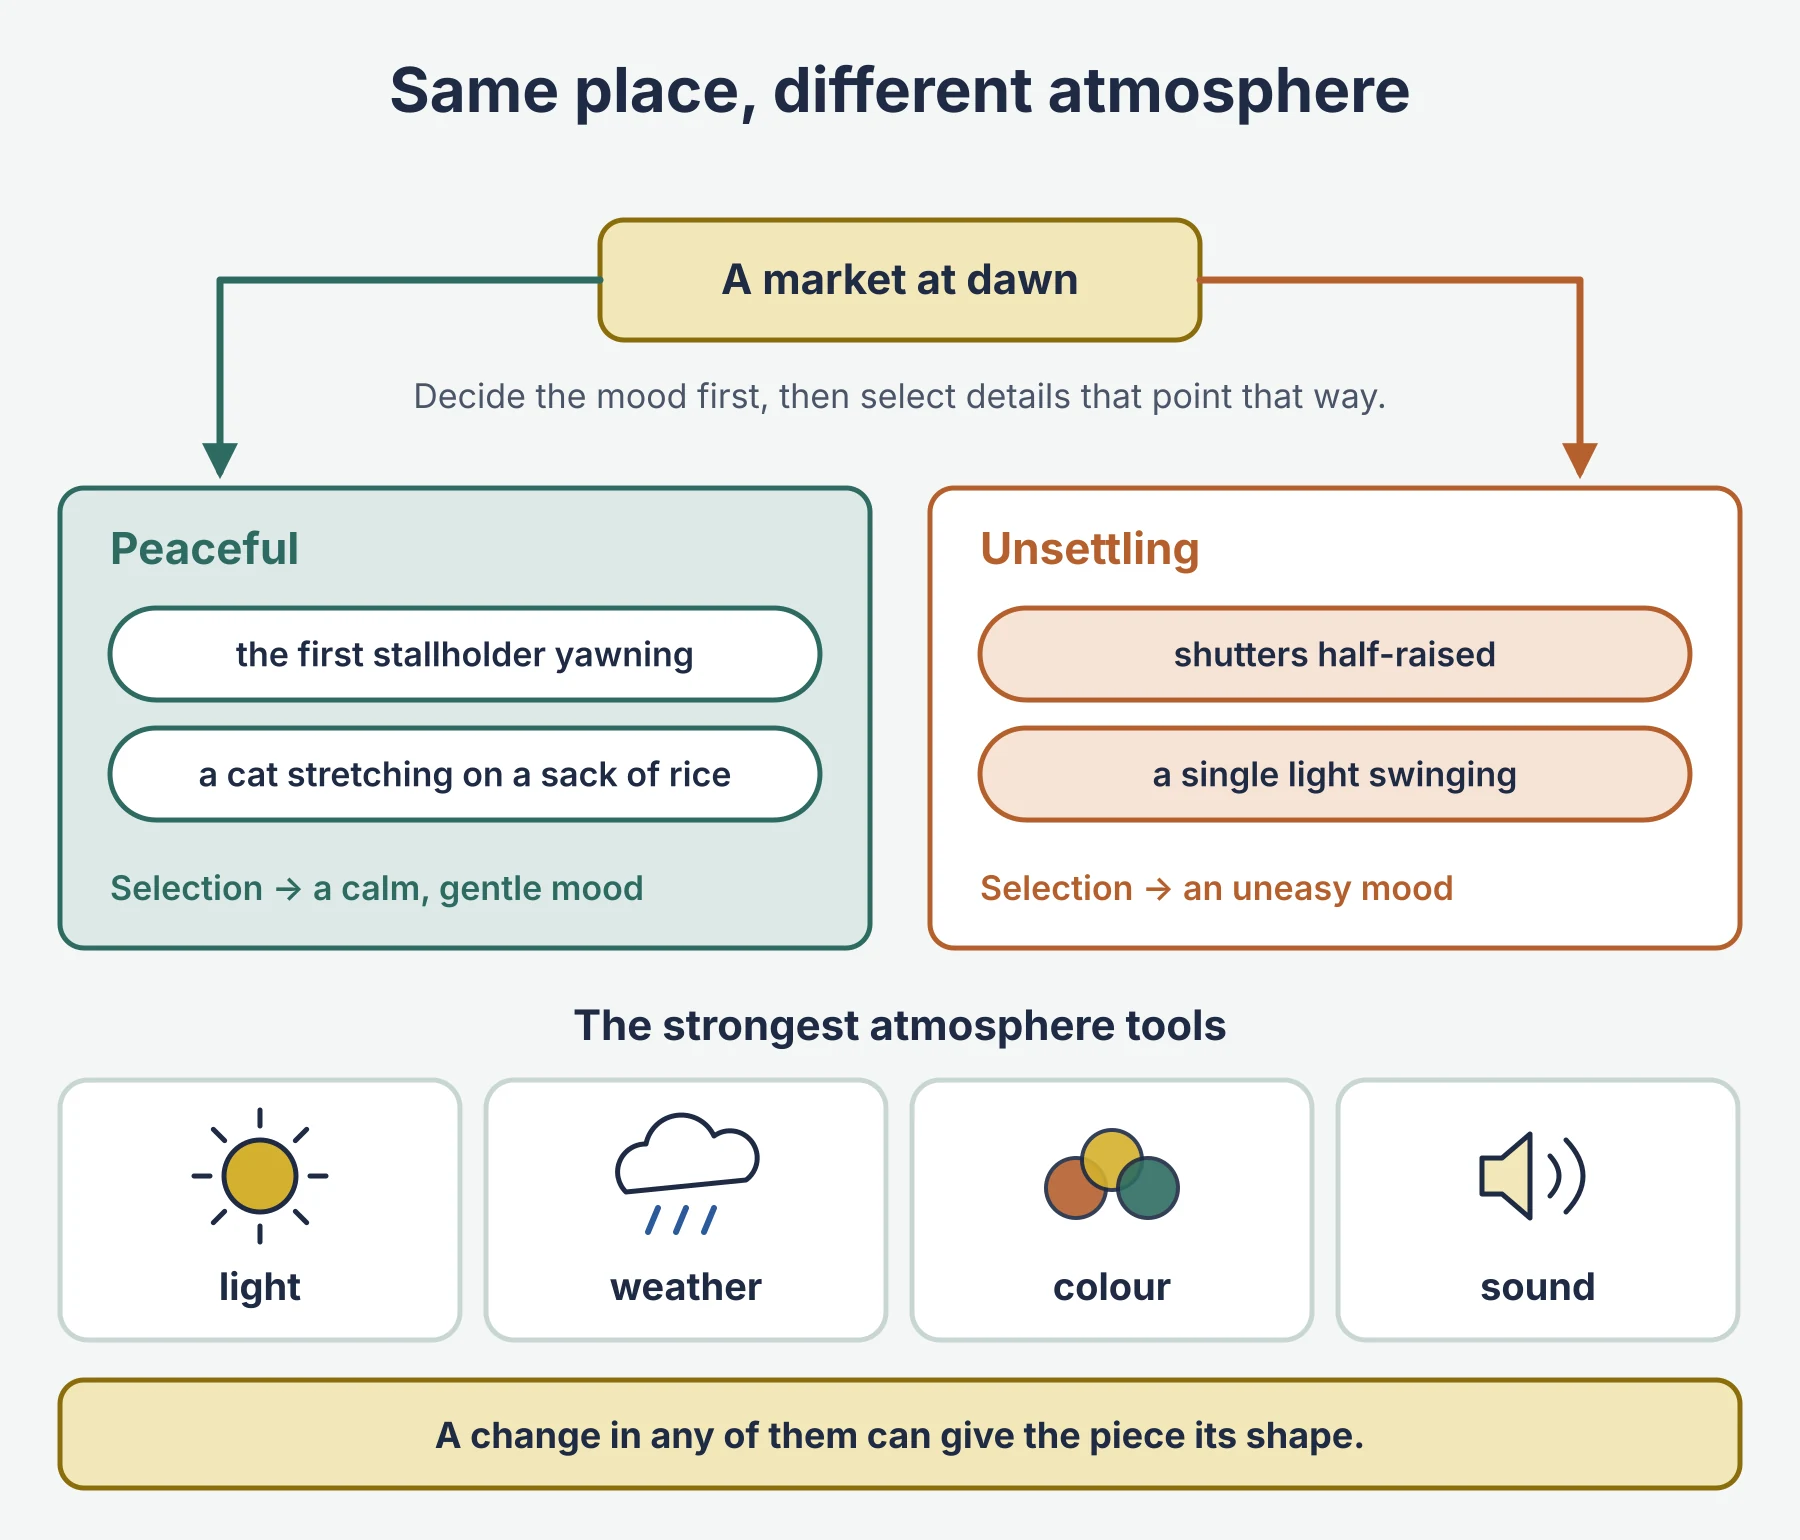 Same place, different atmosphere
A market at dawn
Decide the mood first, then select details that point that way.
Peaceful
the first stallholder yawning
a cat stretching on a sack of rice
Selection → a calm, gentle mood
Unsettling
shutters half-raised
a single light swinging
Selection → an uneasy mood
The strongest atmosphere tools
light
weather
colour
sound
A change in any of them can give the piece its shape.